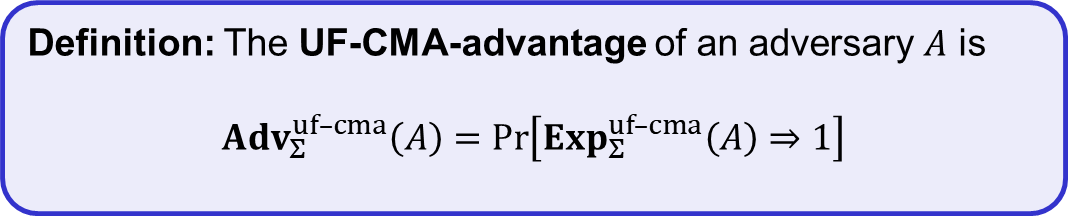 Definition: The UF-CMA-advantage of an adversary 𝐴 is
𝐀𝐝𝐯_Σ^{uf−cma}(𝐴) = Pr[𝐄𝐱𝐩_Σ^{uf−cma}(𝐴) ⇒ 1]